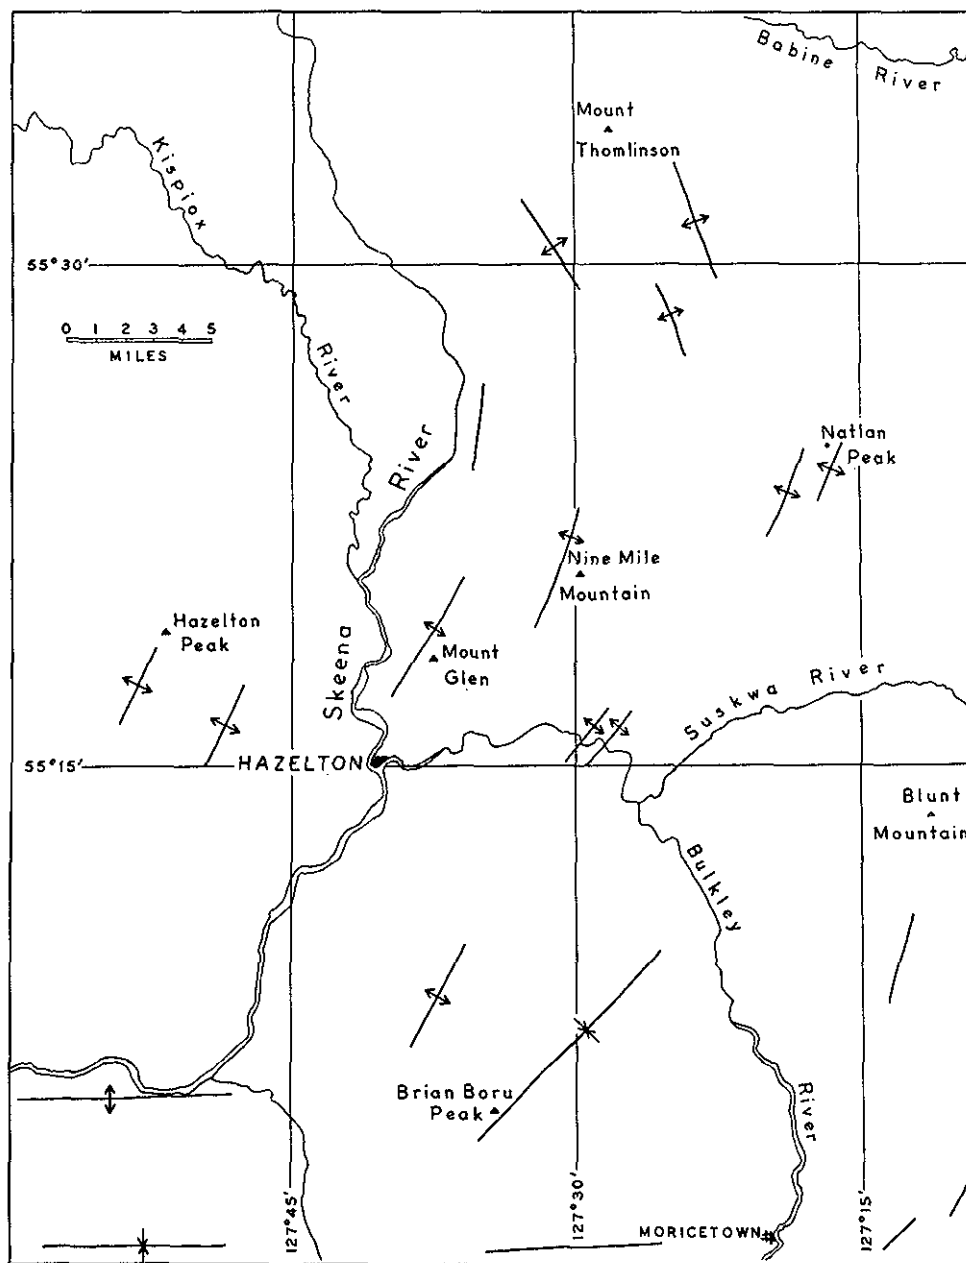 Babine
River
Mount
Thomlinson
Kispiox
55°30'
0 1 2 3 4 5
MILES
River
River
Natlan
Peak
Nine Mile
Mountain
Hazelton
Peak
Mount
Glen
Skeena
Suskwa River
55°15'
HAZELTON
Blunt
Mountain
Bulkley
Brian Boru
Peak
River
127°45'
127°30'
127°15'
MORICETOWN